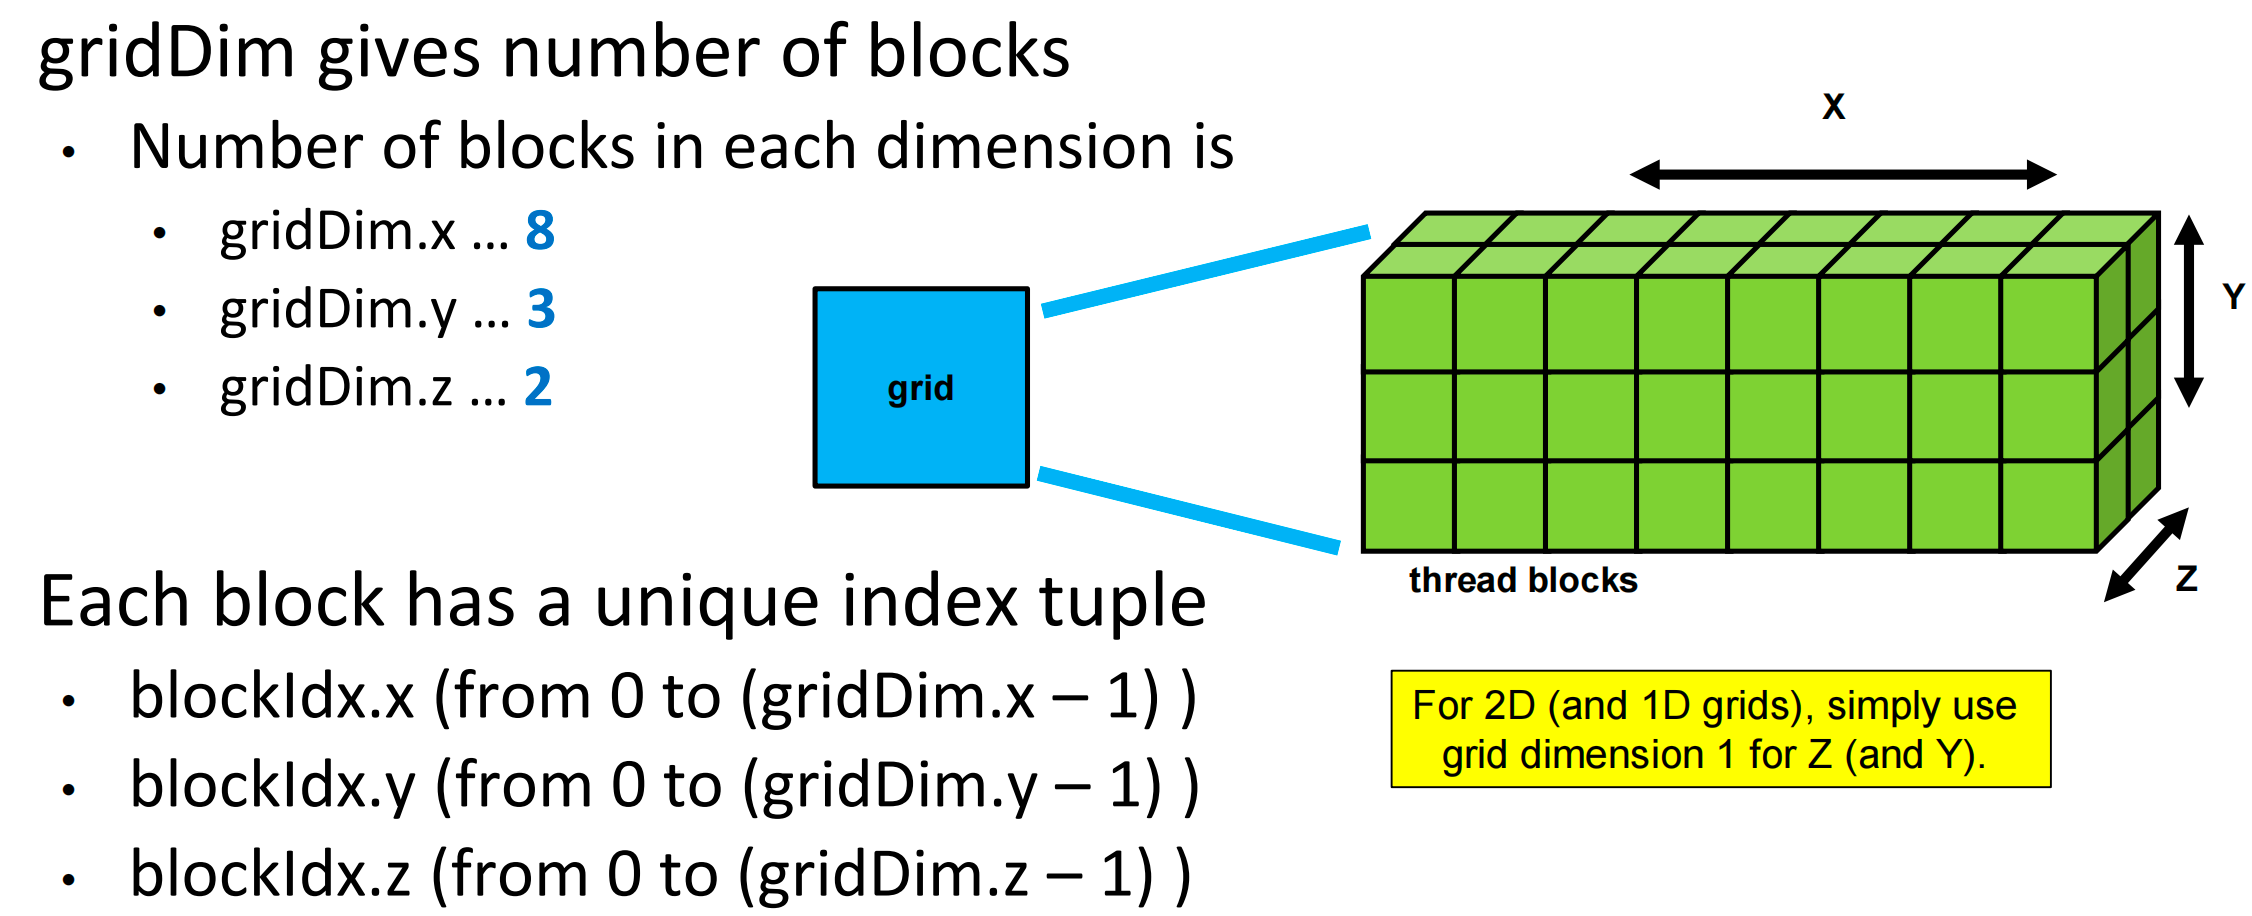 gridDim gives number of blocks
• Number of blocks in each dimension is
• gridDim.x … 8
• gridDim.y … 3
• gridDim.z … 2
grid
X
Y
Z
thread blocks
Each block has a unique index tuple
• blockIdx.x (from 0 to (gridDim.x – 1) )
• blockIdx.y (from 0 to (gridDim.y – 1) )
• blockIdx.z (from 0 to (gridDim.z – 1) )
For 2D (and 1D grids), simply use
grid dimension 1 for Z (and Y).